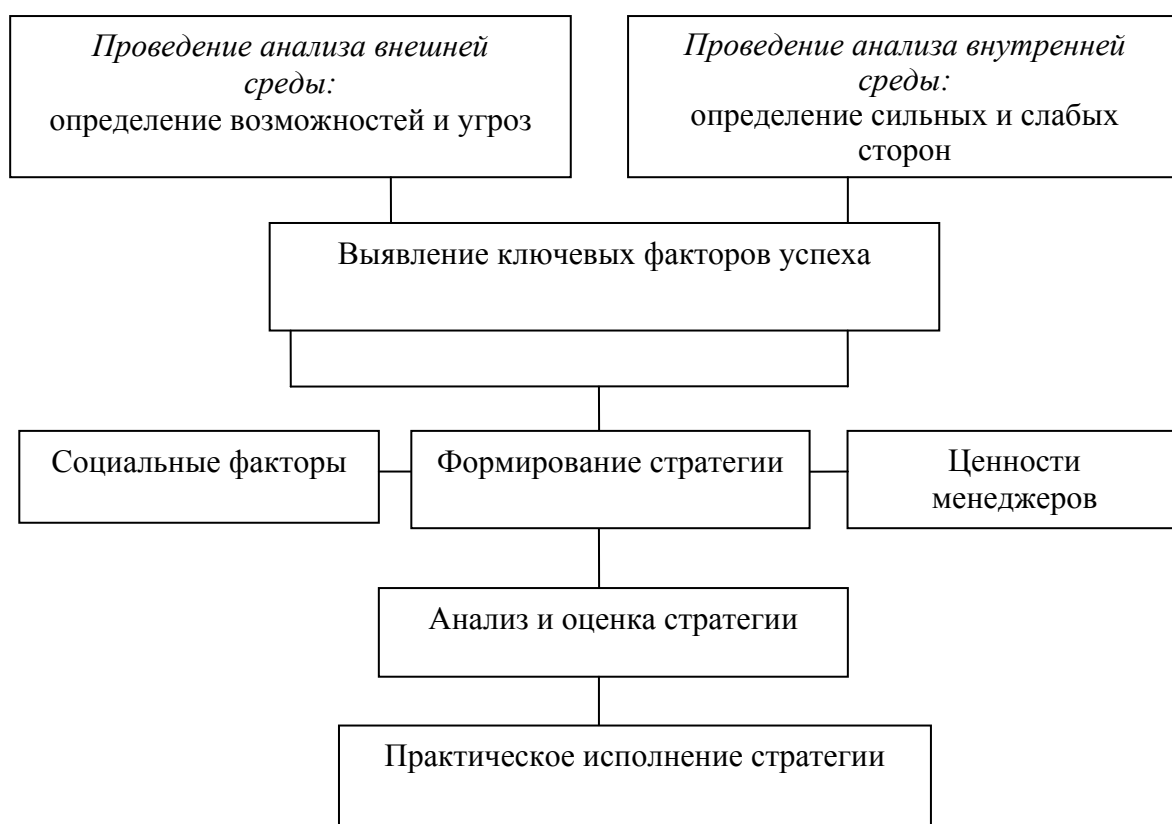 Проведение анализа внешней
среды:
определение возможностей и угроз
Проведение анализа внутренней
среды:
определение сильных и слабых
сторон
Выявление ключевых факторов успеха
Социальные факторы
Формирование стратегии
Ценности
менеджеров
Анализ и оценка стратегии
Практическое исполнение стратегии